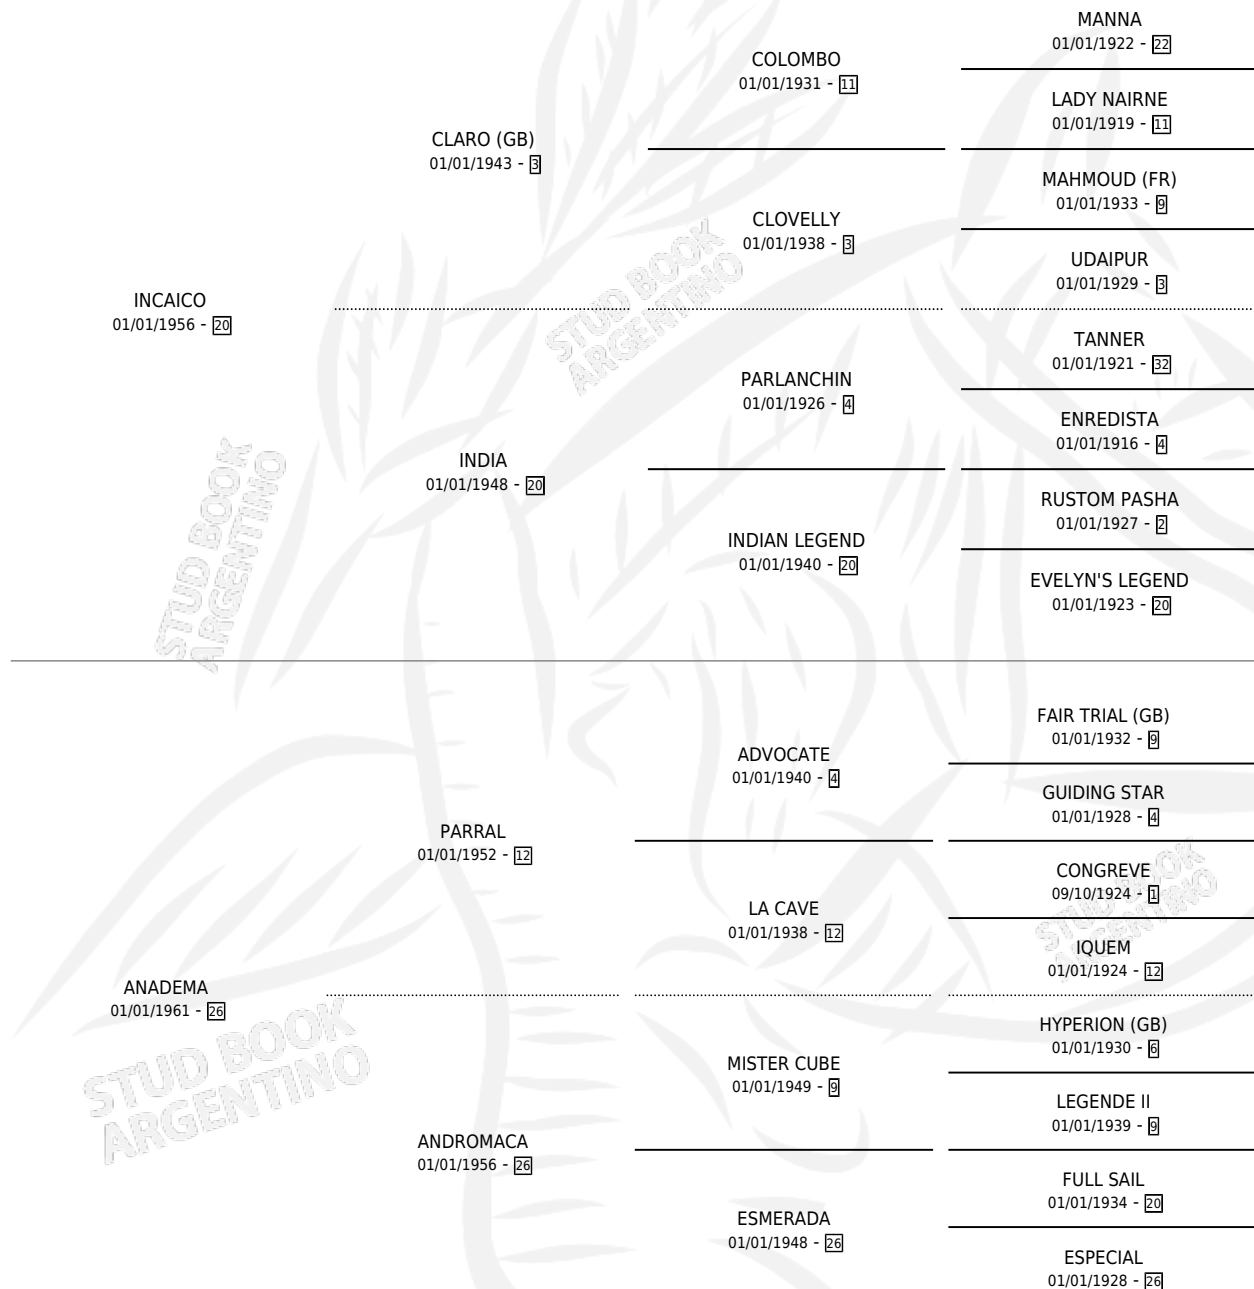 MANNA
01/01/1922 - 22
COLOMBO
01/01/1931 - 11
LADY NAIRNE
01/01/1919 - 11
CLARO (GB)
01/01/1943 - 3
MAHMOUD (FR)
01/01/1933 - 9
CLOVELLY
01/01/1938 - 3
UDAIPUR
01/01/1929 - 3
INCAICO
01/01/1956 - 20
TANNER
01/01/1921 - 32
PARLANCHIN
01/01/1926 - 4
ENREDISTA
01/01/1916 - 4
INDIA
01/01/1948 - 20
RUSTOM PASHA
01/01/1927 - 2
INDIAN LEGEND
01/01/1940 - 20
EVELYN'S LEGEND
01/01/1923 - 20
FAIR TRIAL (GB)
01/01/1932 - 9
ADVOCATE
01/01/1940 - 4
GUIDING STAR
01/01/1928 - 4
PARRAL
01/01/1952 - 12
CONGREVE
09/10/1924 - 1
LA CAVE
01/01/1938 - 12
IQUEM
01/01/1924 - 12
ANADEMA
01/01/1961 - 26
HYPERION (GB)
01/01/1930 - 6
MISTER CUBE
01/01/1949 - 9
LEGENDE II
01/01/1939 - 9
ANDROMACA
01/01/1956 - 26
FULL SAIL
01/01/1934 - 20
ESMERADA
01/01/1948 - 26
ESPECIAL
01/01/1928 - 26
STUD BOOK
ARGENTINO
STUD BOOK
ARGENTINO
STUD BOOK
ARGENTINO
STUD BOOK
ARGENTINO